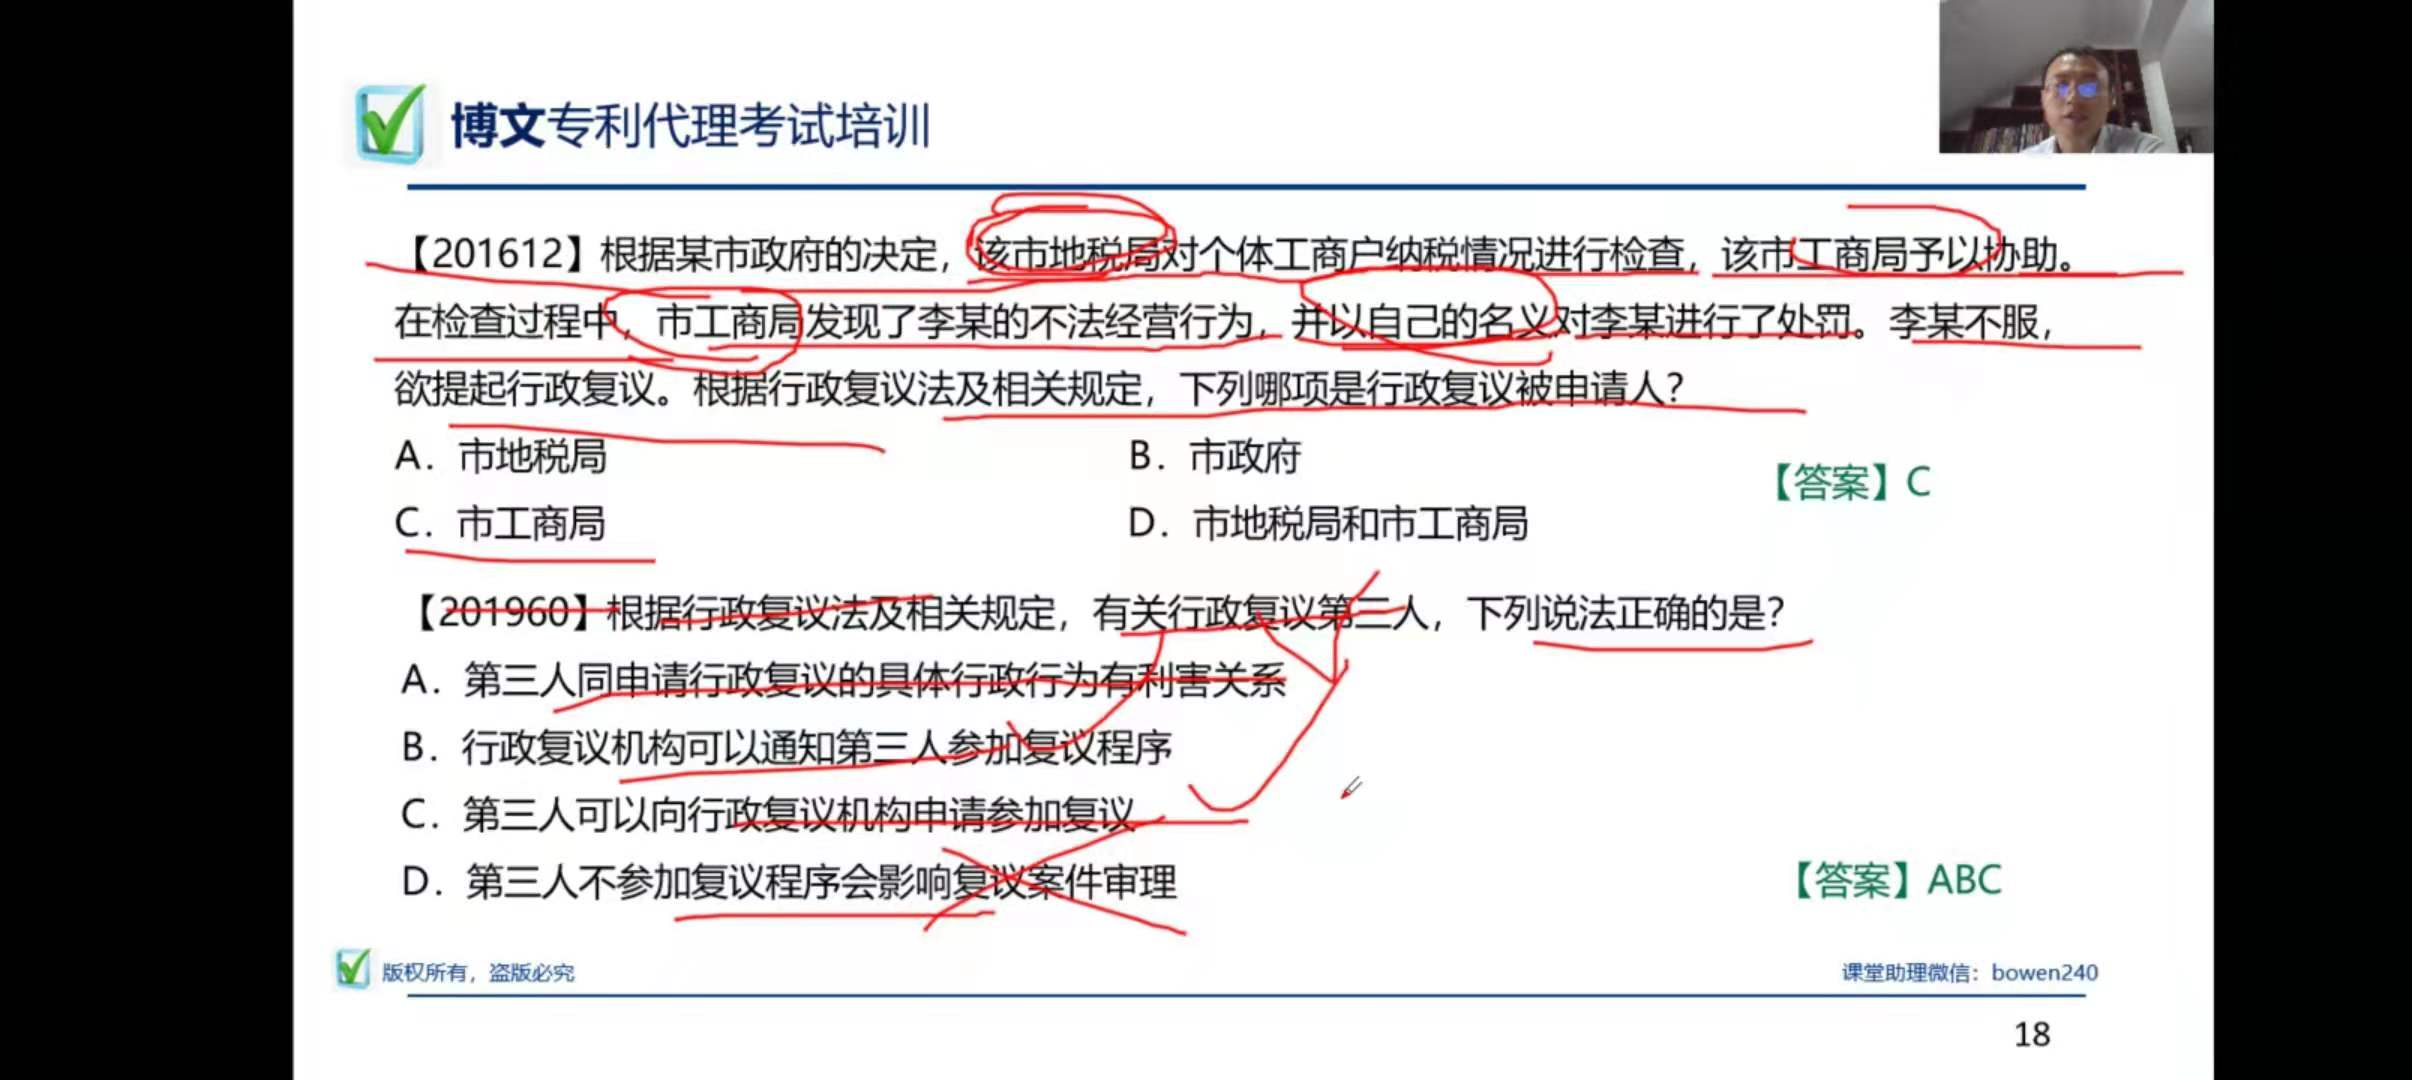 博文专利代理考试培训
【201612】根据某市政府的决定，该市地税局对个体工商户纳税情况进行检查，该市工商局予以协助。
在检查过程中，市工商局发现了李某的不法经营行为，并以自己的名义对李某进行了处罚。李某不服，
欲提起行政复议。根据行政复议法及相关规定，下列哪项是行政复议被申请人？
A．市地税局
B．市政府
【答案】C
C．市工商局
D．市地税局和市工商局
【201960】根据行政复议法及相关规定，有关行政复议第三人，下列说法正确的是？
A．第三人同申请行政复议的具体行政行为有利害关系
B．行政复议机构可以通知第三人参加复议程序
C．第三人可以向行政复议机构申请参加复议
D．第三人不参加复议程序会影响复议案件审理
【答案】ABC
版权所有，盗版必究
课堂助理微信：bowen240
18